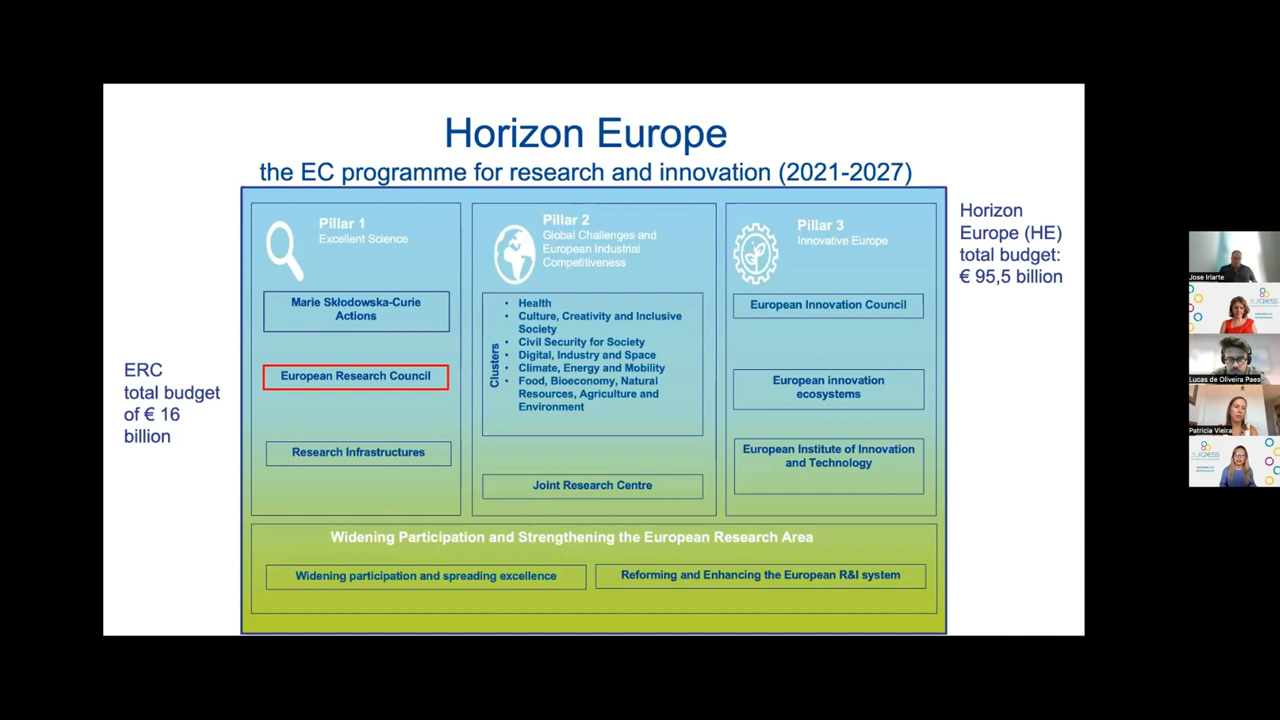 Horizon Europe
the EC programme for research and innovation (2021-2027)
Horizon
Europe (HE)
total budget:
€ 95,5 billion
ERC
total budget
of € 16
billion
Pillar 1
Excellent Science
Marie Skłodowska-Curie
Actions
European Research Council
Research Infrastructures
Pillar 2
Global Challenges and
European Industrial
Competitiveness
Clusters
• Health
• Culture, Creativity and Inclusive
Society
• Civil Security for Society
• Digital, Industry and Space
• Climate, Energy and Mobility
• Food, Bioeconomy, Natural
Resources, Agriculture and
Environment
Joint Research Centre
Pillar 3
Innovative Europe
European Innovation Council
European innovation
ecosystems
European Institute of Innovation
and Technology
Widening Participation and Strengthening the European Research Area
Widening participation and spreading excellence
Reforming and Enhancing the European R&I system
Jose Iriarte
euraxess
Lucas de Oliveira Paes
Patricia Vieira
euraxess